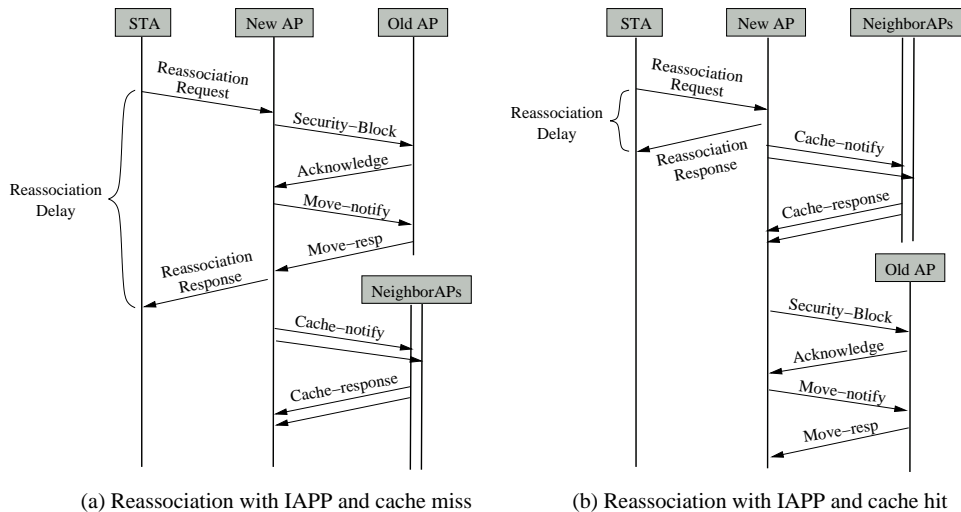 STA
New AP
Old AP
Reassociation
Request
Security−Block
Acknowledge
Reassociation
Delay
Move−notify
Move−resp
Reassociation
Response
NeighborAPs
Cache−notify
Cache−response
(a) Reassociation with IAPP and cache miss
STA
New AP
NeighborAPs
Reassociation
Request
Reassociation
Delay
Cache−notify
Reassociation
Response
Cache−response
Old AP
Security−Block
Acknowledge
Move−notify
Move−resp
(b) Reassociation with IAPP and cache hit